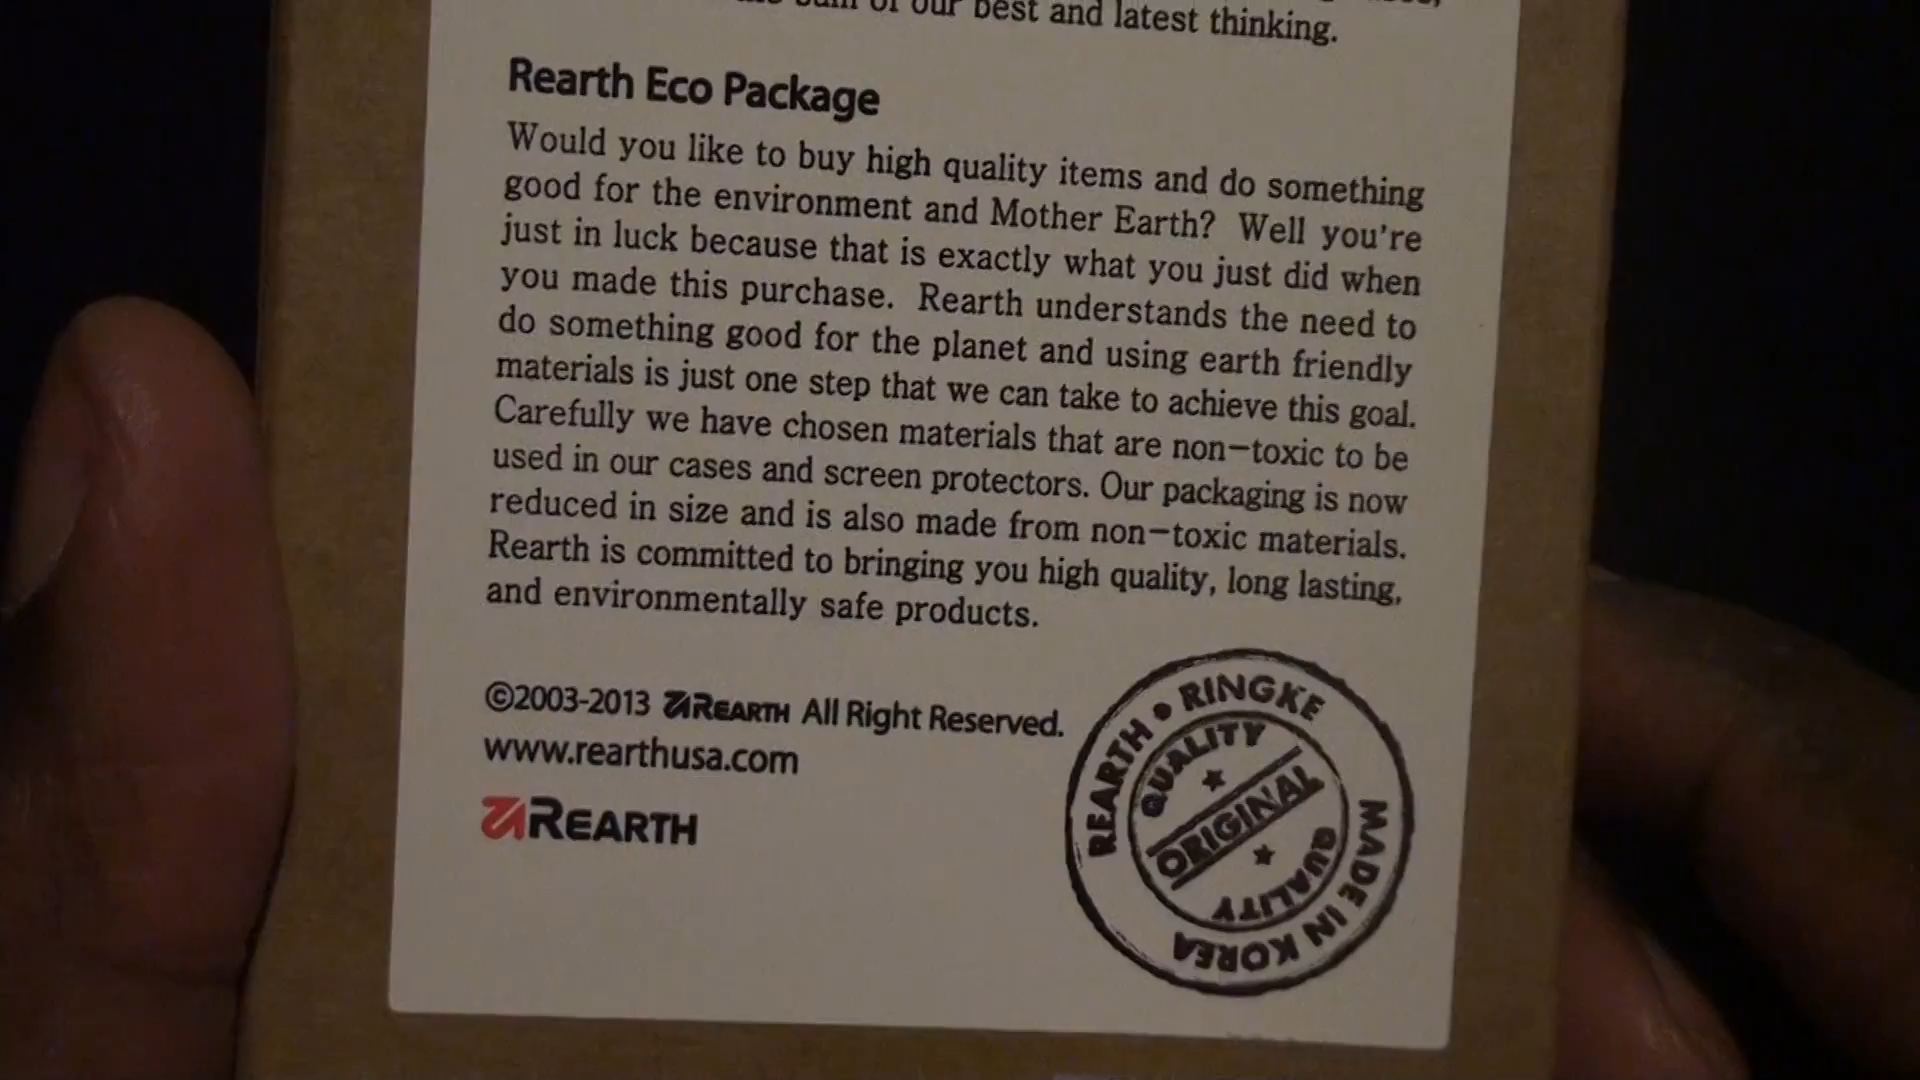 of our best and latest thinking.
Rearth Eco Package
Would you like to buy high quality items and do something
good for the environment and Mother Earth? Well you're
just in luck because that is exactly what you just did when
you made this purchase. Rearth understands the need to
do something good for the planet and using earth friendly
materials is just one step that we can take to achieve this goal.
Carefully we have chosen materials that are non-toxic to be
used in our cases and screen protectors. Our packaging is now
reduced in size and is also made from non-toxic materials.
Rearth is committed to bringing you high quality, long lasting,
and environmentally safe products.
©2003-2013 REARTH All Right Reserved.
www.rearthusa.com
REARTH
REARTH • RINGKE
MADE IN KOREA
QUALITY
ORIGINAL
QUALITY